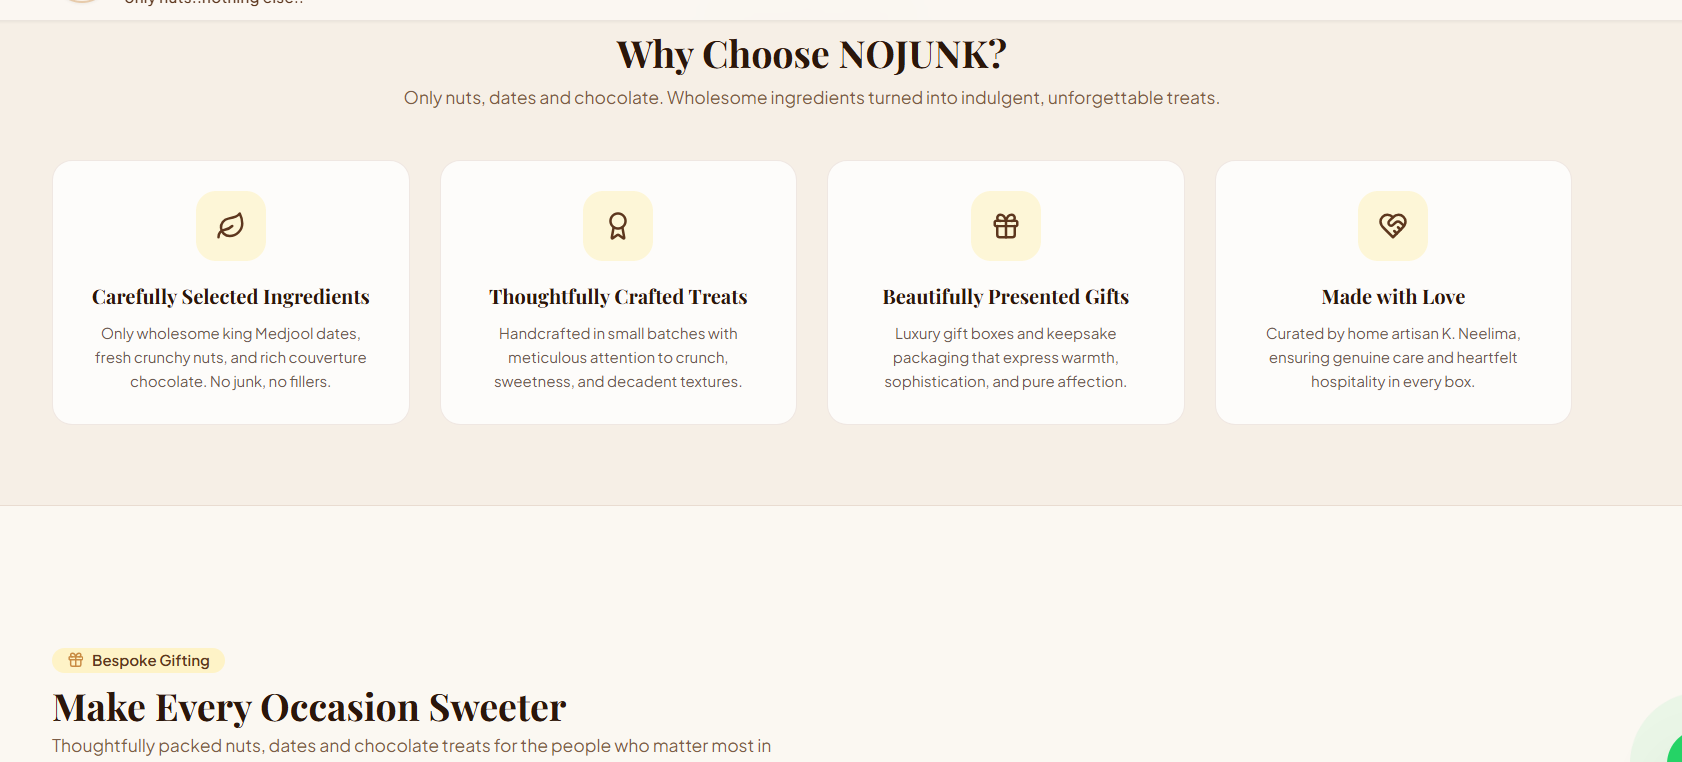 only nuts..nothing else..
Why Choose NOJUNK?
Only nuts, dates and chocolate. Wholesome ingredients turned into indulgent, unforgettable treats.
Carefully Selected Ingredients
Only wholesome king Medjool dates,
fresh crunchy nuts, and rich couverture
chocolate. No junk, no fillers.
Thoughtfully Crafted Treats
Handcrafted in small batches with
meticulous attention to crunch,
sweetness, and decadent textures.
Beautifully Presented Gifts
Luxury gift boxes and keepsake
packaging that express warmth,
sophistication, and pure affection.
Made with Love
Curated by home artisan K. Neelima,
ensuring genuine care and heartfelt
hospitality in every box.
Bespoke Gifting
Make Every Occasion Sweeter
Thoughtfully packed nuts, dates and chocolate treats for the people who matter most in